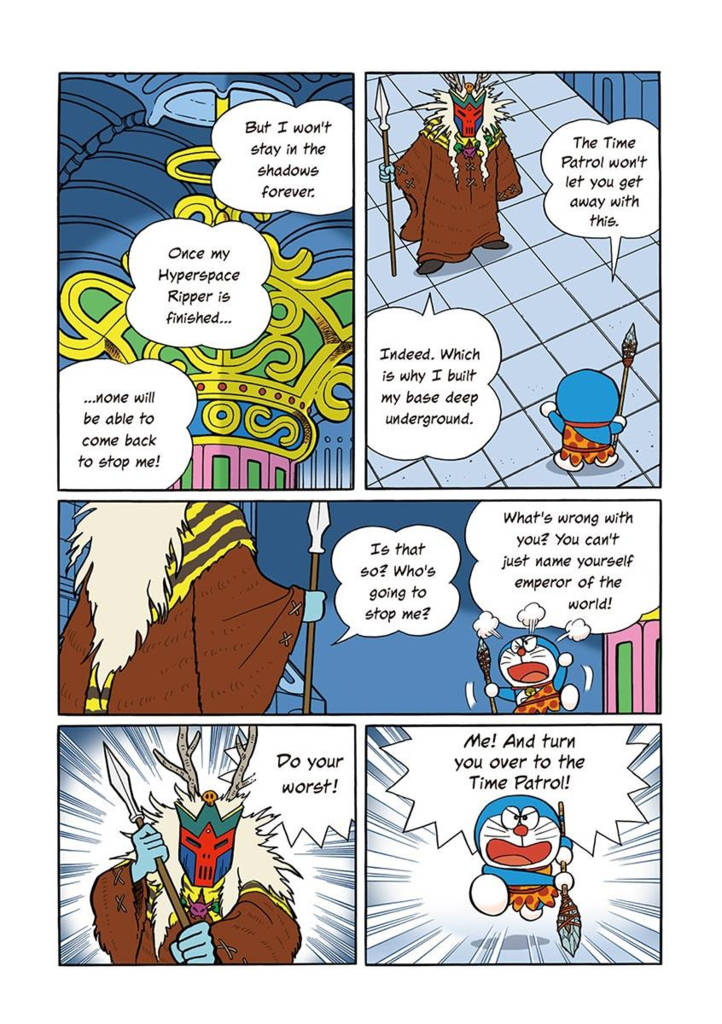 The Time
Patrol won't
let you get
away with
this.
Indeed. Which
is why I built
my base deep
underground.
But I won't
stay in the
shadows
forever.
Once my
Hyperspace
Ripper is
finished...
...none will
be able to
come back
to stop me!
What's wrong with
you? You can't
just name yourself
emperor of the
world!
Is that
so? Who's
going to
stop me?
Me! And turn
you over to the
Time Patrol!
Do your
worst!